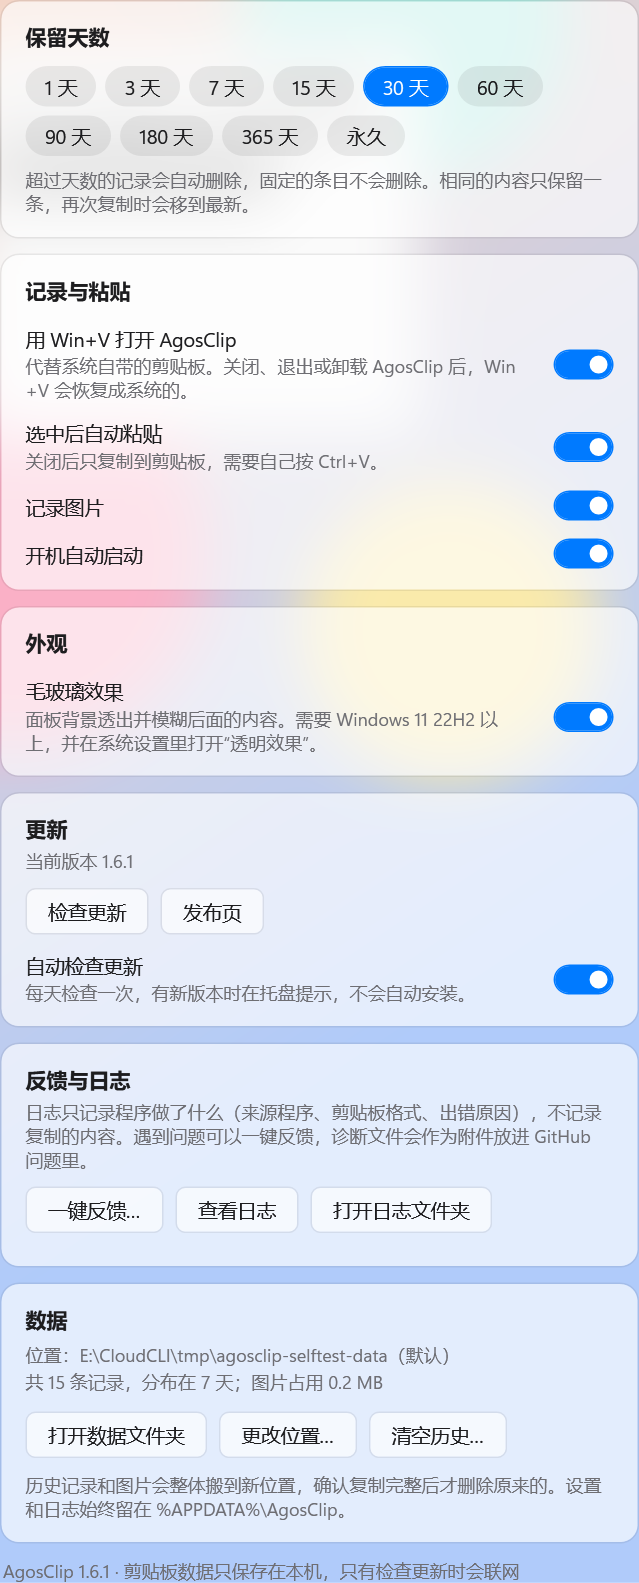 保留天数
1 天 3 天 7 天 15 天 30 天 60 天
90 天 180 天 365 天 永久
超过天数的记录会自动删除，固定的条目不会删除。相同的内容只保留一
条，再次复制时会移到最新。
记录与粘贴
用 Win+V 打开 AgosClip
代替系统自带的剪贴板。关闭、退出或卸载 AgosClip 后，Win
+V 会恢复成系统的。
选中后自动粘贴
关闭后只复制到剪贴板，需要自己按 Ctrl+V。
记录图片
开机自动启动
外观
毛玻璃效果
面板背景透出并模糊后面的内容。需要 Windows 11 22H2 以
上，并在系统设置里打开“透明效果”。
更新
当前版本 1.6.1
检查更新 发布页
自动检查更新
每天检查一次，有新版本时在托盘提示，不会自动安装。
反馈与日志
日志只记录程序做了什么（来源程序、剪贴板格式、出错原因），不记录
复制的内容。遇到问题可以一键反馈，诊断文件会作为附件放进 GitHub
问题里。
一键反馈... 查看日志 打开日志文件夹
数据
位置：E:\CloudCLI\tmp\agosclip-selftest-data（默认）
共 15 条记录，分布在 7 天；图片占用 0.2 MB
打开数据文件夹 更改位置... 清空历史...
历史记录和图片会整体搬到新位置，确认复制完整后才删除原来的。设置
和日志始终留在 %APPDATA%\AgosClip。
AgosClip 1.6.1 · 剪贴板数据只保存在本机，只有检查更新时会联网